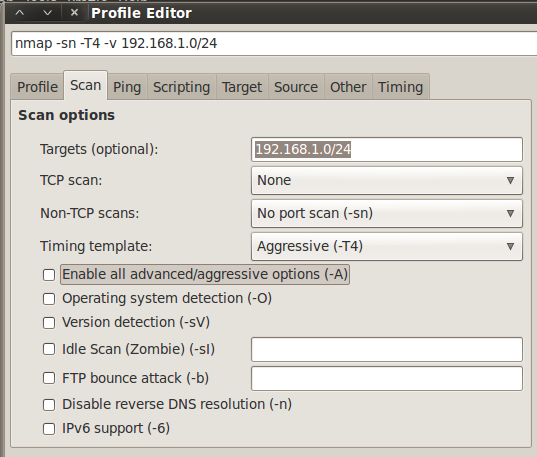 Profile Editor
nmap -sn -T4 -v 192.168.1.0/24
Profile Scan Ping Scripting Target Source Other Timing
Scan options
Targets (optional): 192.168.1.0/24
TCP scan: None
Non-TCP scans: No port scan (-sn)
Timing template: Aggressive (-T4)
Enable all advanced/aggressive options (-A)
Operating system detection (-O)
Version detection (-sV)
Idle Scan (Zombie) (-sI)
FTP bounce attack (-b)
Disable reverse DNS resolution (-n)
IPv6 support (-6)